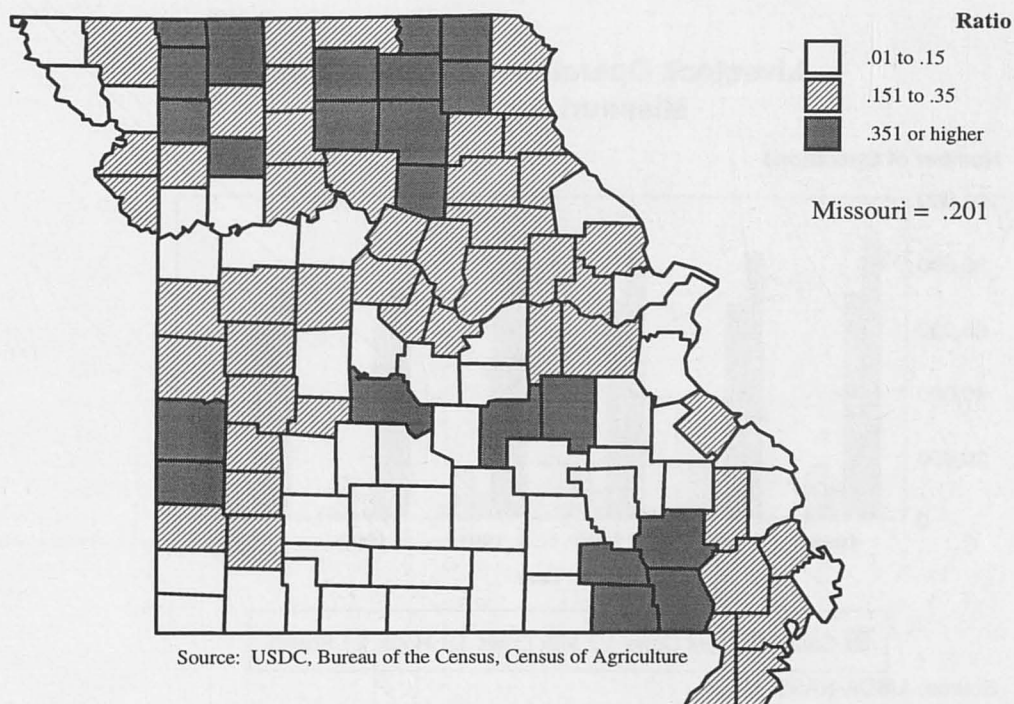 Ratio
.01 to .15
.151 to .35
.351 or higher
Missouri = .201
Source: USDC, Bureau of the Census, Census of Agriculture